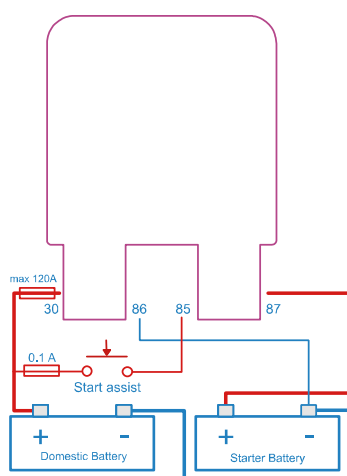 max 120A
30
86
85
87
0.1 A
Start assist
+
-
+
-
Domestic Battery
Starter Battery